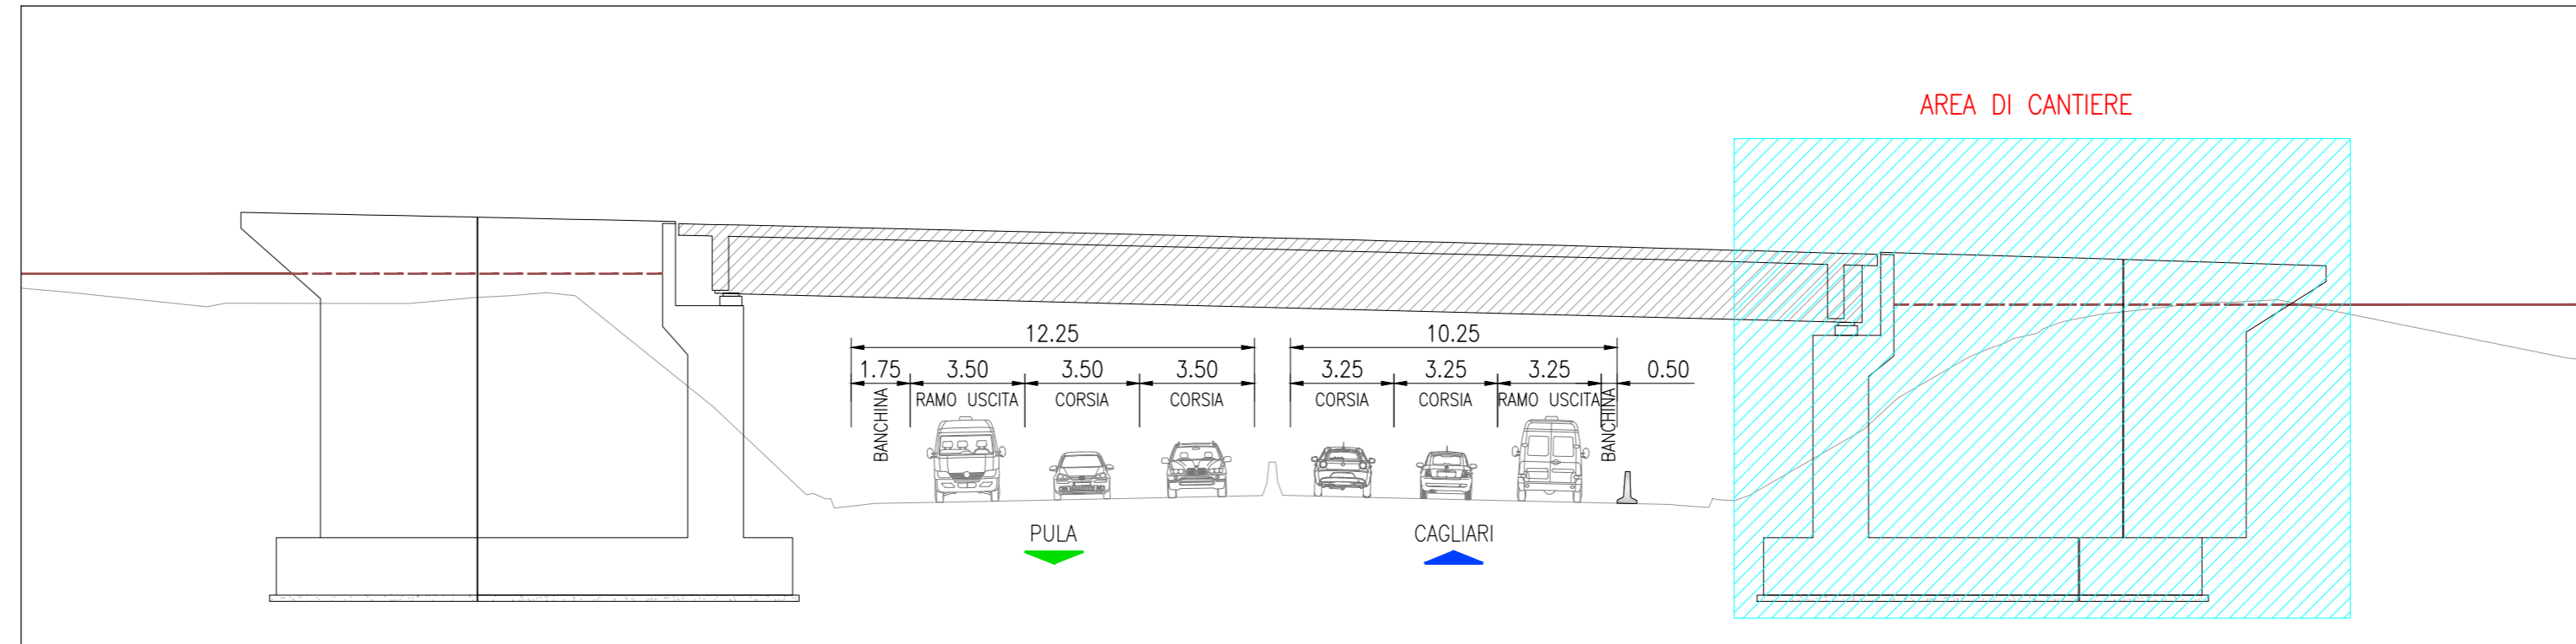 AREA DI CANTIERE
12.25 10.25
1.75 3.50 3.50 3.50 3.25 3.25 3.25 0.50
BANCHINA RAMO USCITA CORSIA CORSIA CORSIA CORSIA RAMO USCITA BANCHINA
PULA CAGLIARI